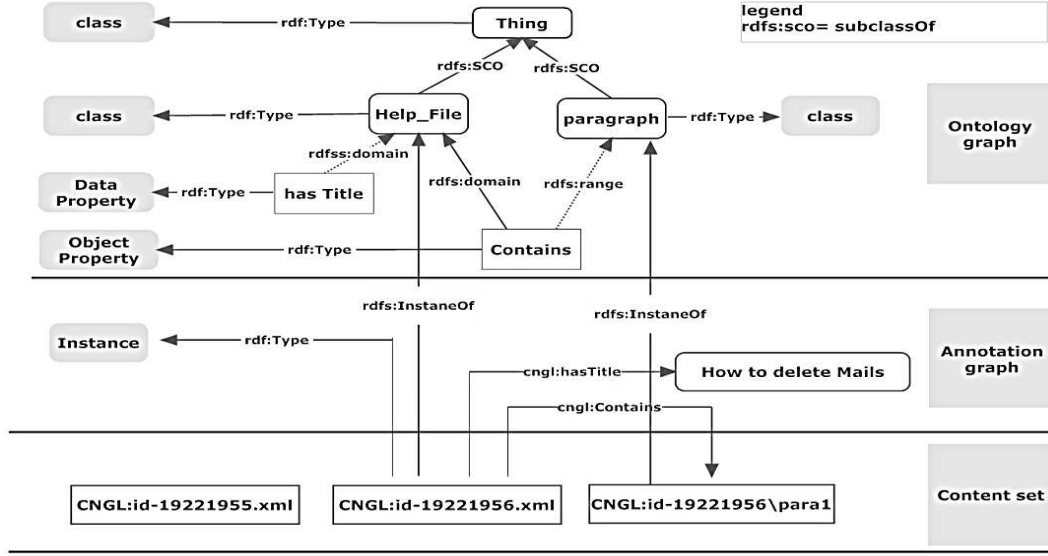 legend
rdfs:sco= subclassOf
class
rdf:Type
Thing
rdfs:SCO
rdfs:SCO
class
rdf:Type
Help_File
paragraph
rdf:Type
class
Ontology
graph
rdfss:domain
rdfs:domain
rdfs:range
Data
Property
rdf:Type
has Title
Object
Property
rdf:Type
Contains
rdfs:InstaneOf
rdfs:InstaneOf
Instance
rdf:Type
cngl:hasTitle
How to delete Mails
Annotation
graph
cngl:Contains
CNGL:id-19221955.xml
CNGL:id-19221956.xml
CNGL:id-19221956\para1
Content set